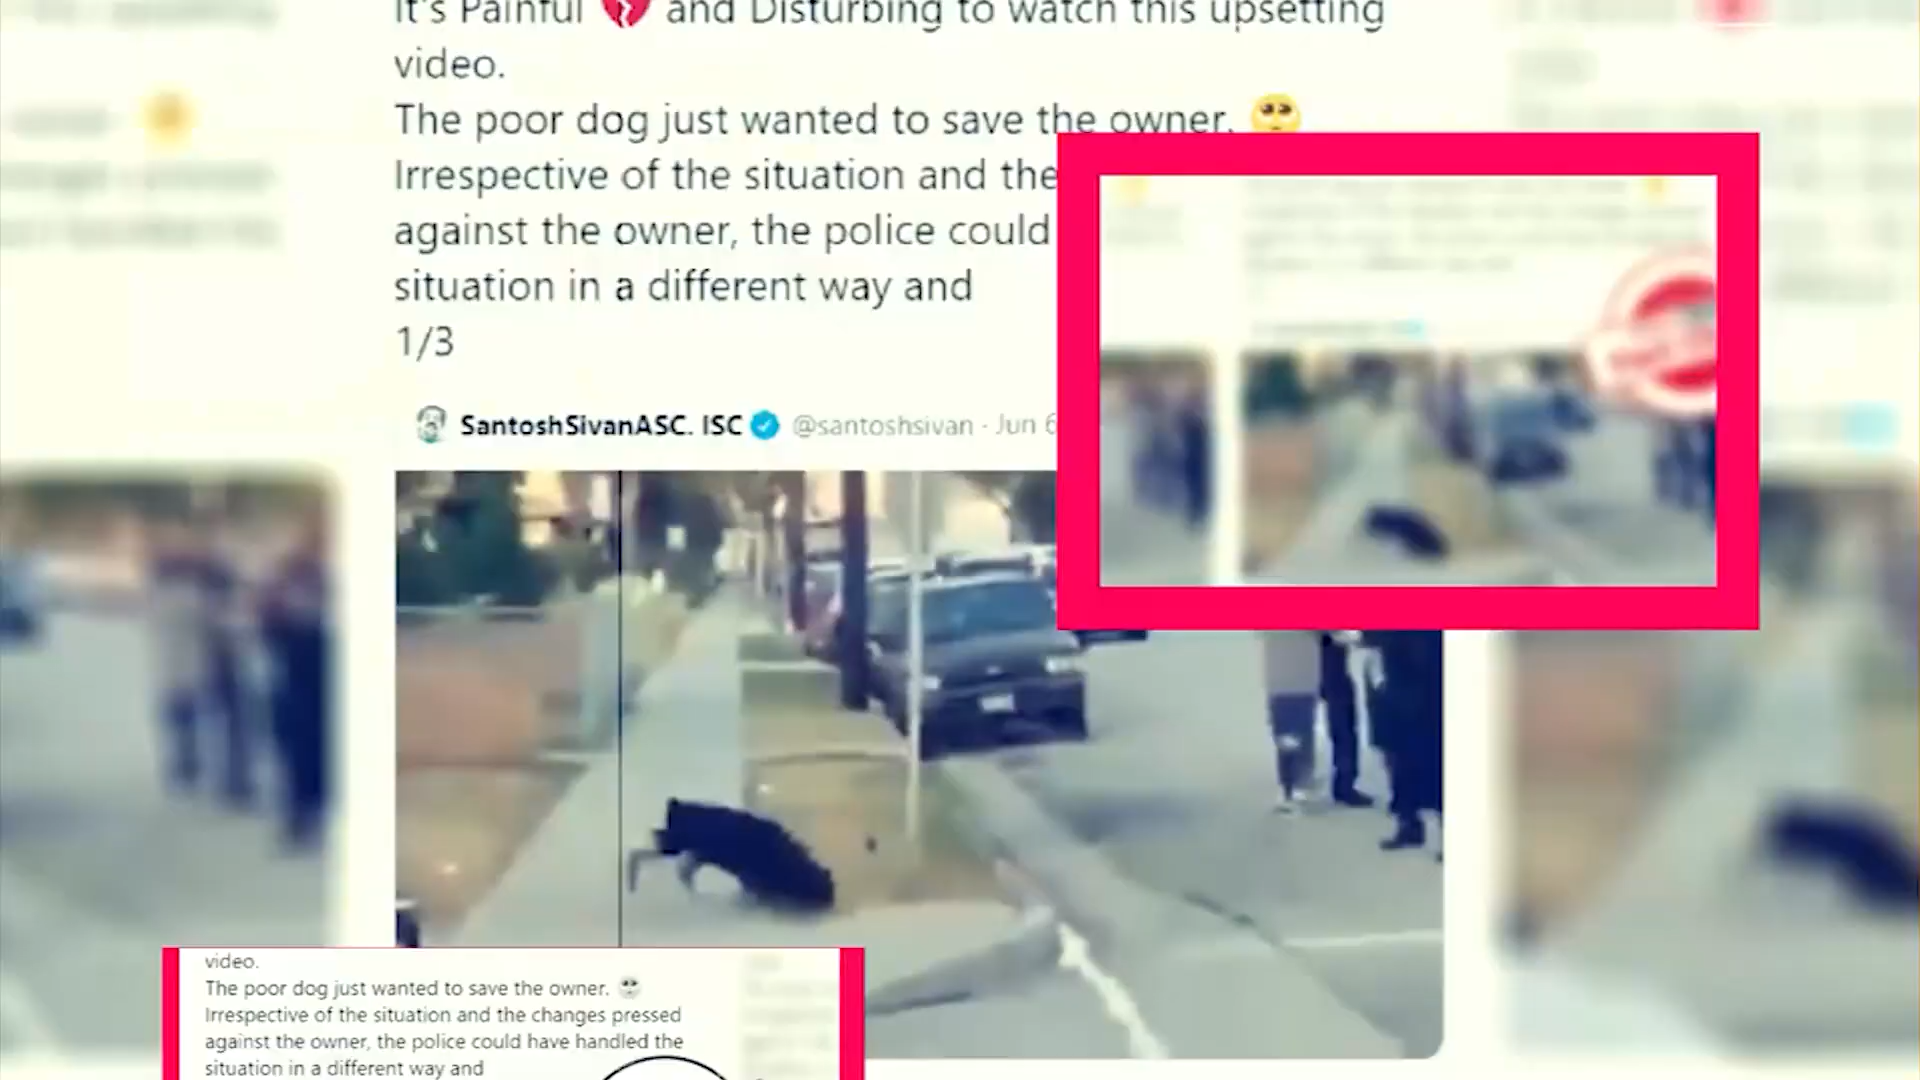 It's Painful 💔 and Disturbing to watch this upsetting
video.
The poor dog just wanted to save the owner. 🥺
Irrespective of the situation and the
against the owner, the police could
situation in a different way and
1/3
SantoshSivanASC. ISC @santoshsivan · Jun 6
video.
The poor dog just wanted to save the owner. 🥺
Irrespective of the situation and the changes pressed
against the owner, the police could have handled the
situation in a different way and